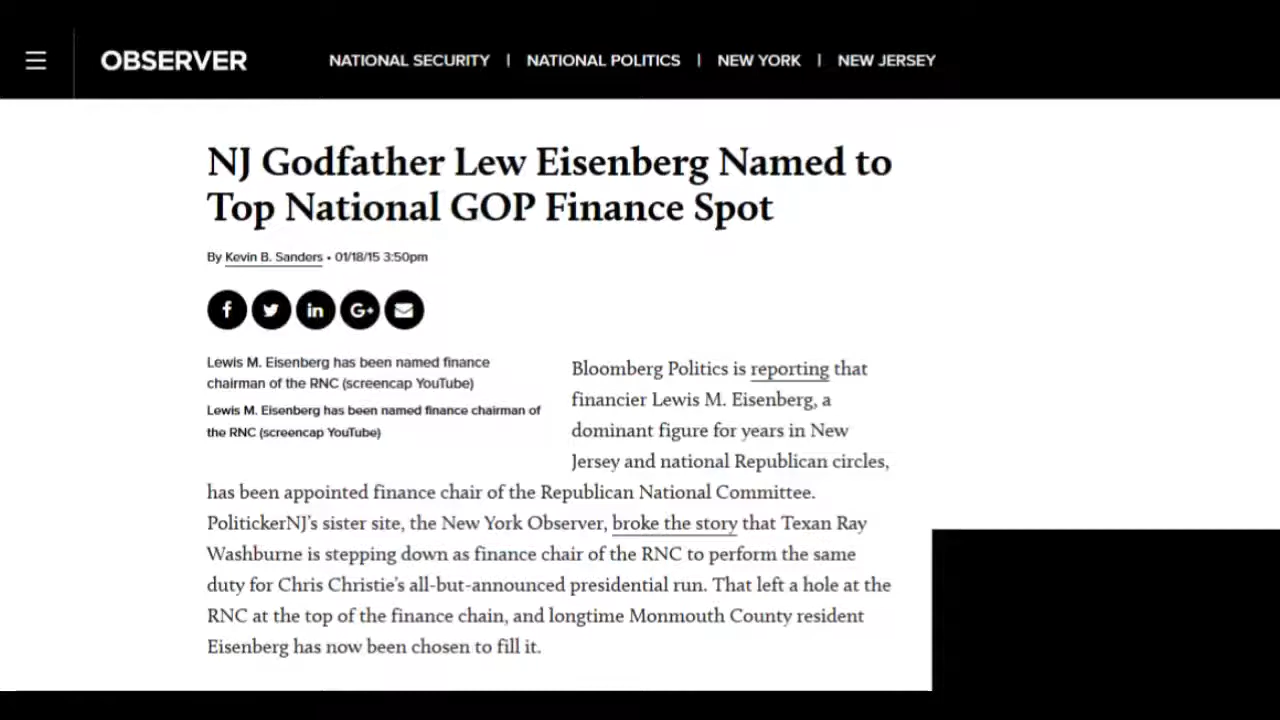 OBSERVER
NATIONAL SECURITY | NATIONAL POLITICS | NEW YORK | NEW JERSEY
NJ Godfather Lew Eisenberg Named to
Top National GOP Finance Spot
By Kevin B. Sanders • 01/18/15 3:50pm
Lewis M. Eisenberg has been named finance
chairman of the RNC (screencap YouTube)
Lewis M. Eisenberg has been named finance chairman of
the RNC (screencap YouTube)
Bloomberg Politics is reporting that
financier Lewis M. Eisenberg, a
dominant figure for years in New
Jersey and national Republican circles,
has been appointed finance chair of the Republican National Committee.
PolitickerNJ’s sister site, the New York Observer, broke the story that Texan Ray
Washburne is stepping down as finance chair of the RNC to perform the same
duty for Chris Christie’s all-but-announced presidential run. That left a hole at the
RNC at the top of the finance chain, and longtime Monmouth County resident
Eisenberg has now been chosen to fill it.